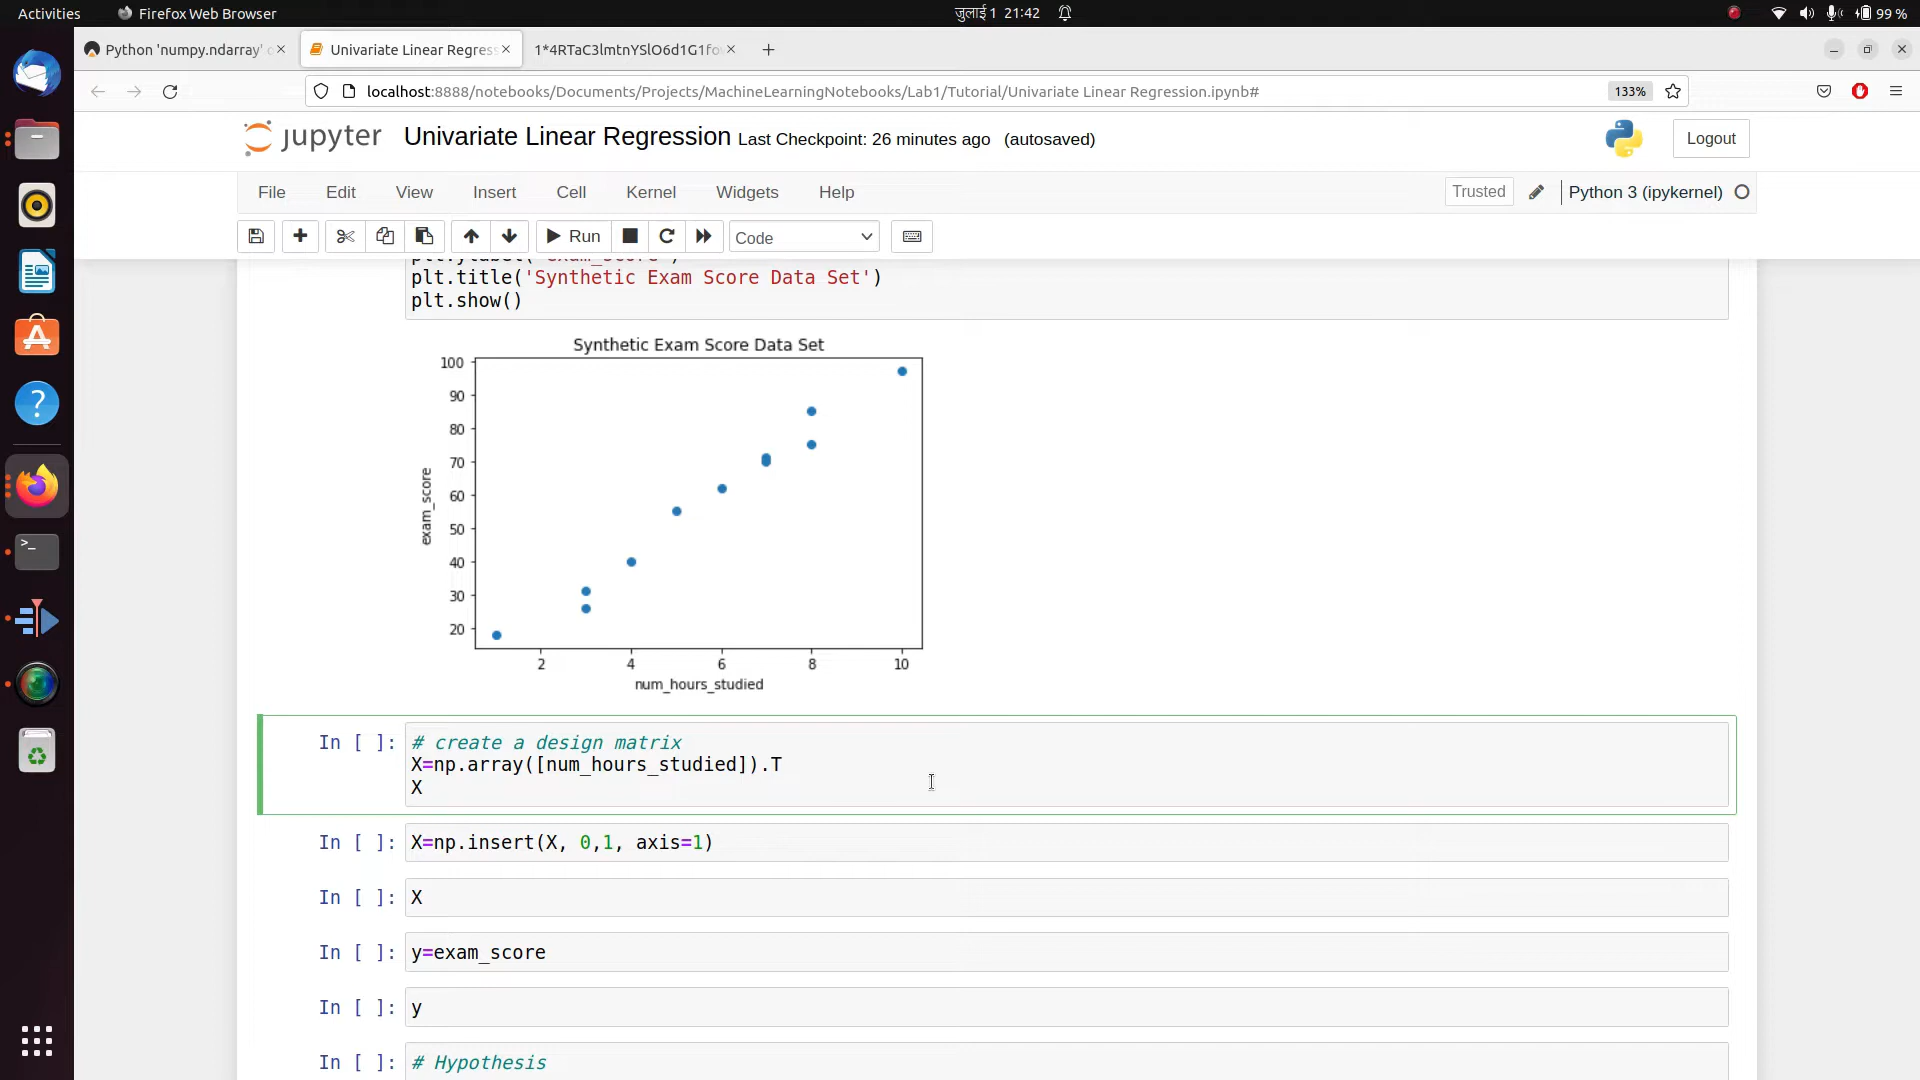 Activities
Firefox Web Browser
जुलाई 1 21:42
99 %
Python 'numpy.ndarray'
Univariate Linear Regres
1*4RTaC3lmtnYSlO6d1G1fo
localhost:8888/notebooks/Documents/Projects/MachineLearningNotebooks/Lab1/Tutorial/Univariate Linear Regression.ipynb#
133%
jupyter
Univariate Linear Regression Last Checkpoint: 26 minutes ago (autosaved)
Logout
File Edit View Insert Cell Kernel Widgets Help
Trusted
Python 3 (ipykernel)
Run
Code
plt.title('Synthetic Exam Score Data Set')
plt.show()
Synthetic Exam Score Data Set
100
90
80
70
60
50
40
30
20
exam_score
2 4 6 8 10
num_hours_studied
In [ ]: # create a design matrix
X=np.array([num_hours_studied]).T
X
In [ ]: X=np.insert(X, 0,1, axis=1)
In [ ]: X
In [ ]: y=exam_score
In [ ]: y
In [ ]: # Hypothesis